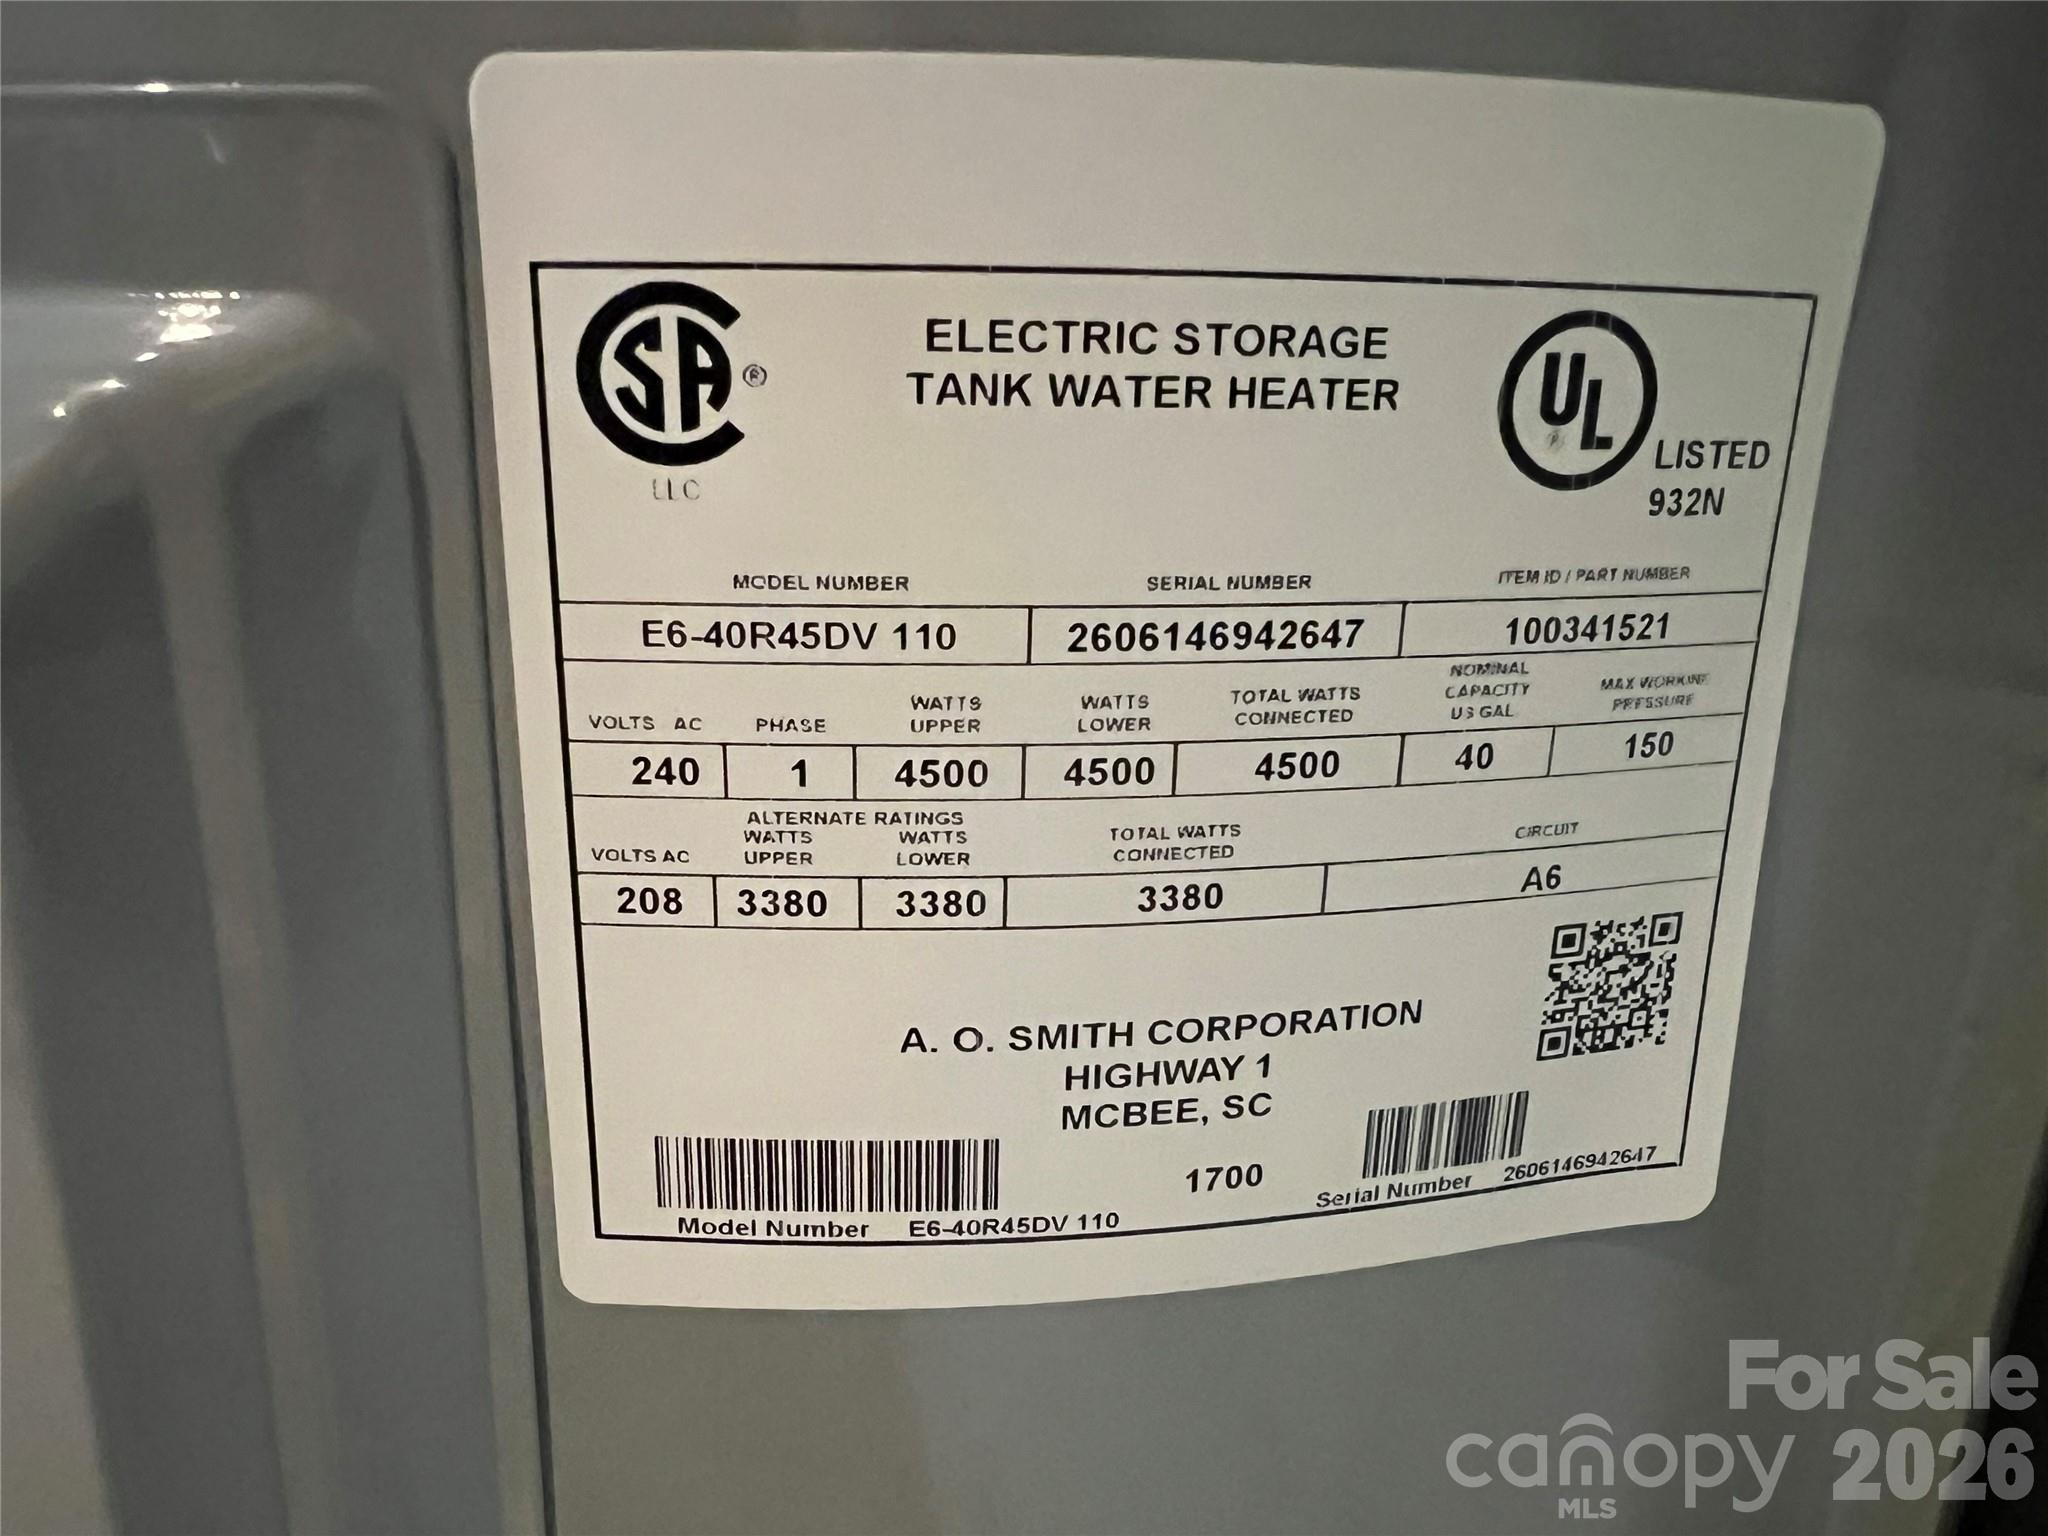 CSA ®
LLC
ELECTRIC STORAGE
TANK WATER HEATER
UL ®
LISTED
932N
MODEL NUMBER SERIAL NUMBER ITEM ID / PART NUMBER
E6-40R45DV 110 2606146942647 100341521
VOLTS AC PHASE WATTS UPPER WATTS LOWER TOTAL WATTS CONNECTED NOMINAL CAPACITY US GAL MAX WORKING PRESSURE
240 1 4500 4500 4500 40 150
ALTERNATE RATINGS
VOLTS AC WATTS UPPER WATTS LOWER TOTAL WATTS CONNECTED CIRCUIT
208 3380 3380 3380 A6
A. O. SMITH CORPORATION
HIGHWAY 1
MCBEE, SC
1700
Model Number E6-40R45DV 110
Serial Number 2606146942647
For Sale
canopy 2026
MLS